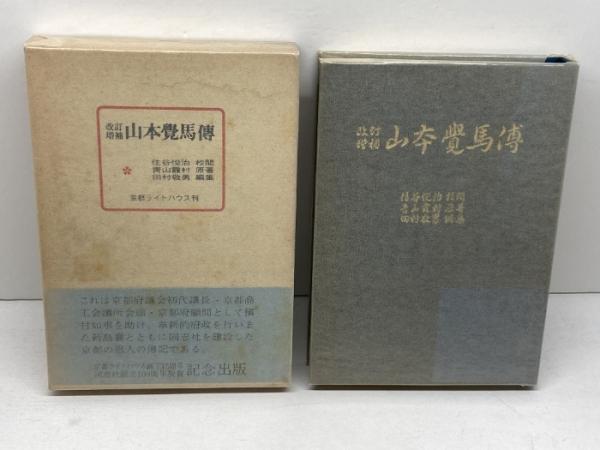 改訂
増補 山本覺馬傳
住谷悦治 校閲
青山霞村 原著
田村敬男 編集
京都ライトハウス刊
これは京都府議会初代議長・京都商
工会議所会頭・京都府顧問として槇
村知事を助け、革新的府政を行いま
た新島襄とともに同志社を建設した
京都の恩人の傳記である。
記念出版
改訂
増補 山本覺馬傳
住谷悦治 校閲
青山霞村 原著
田村敬男 編集